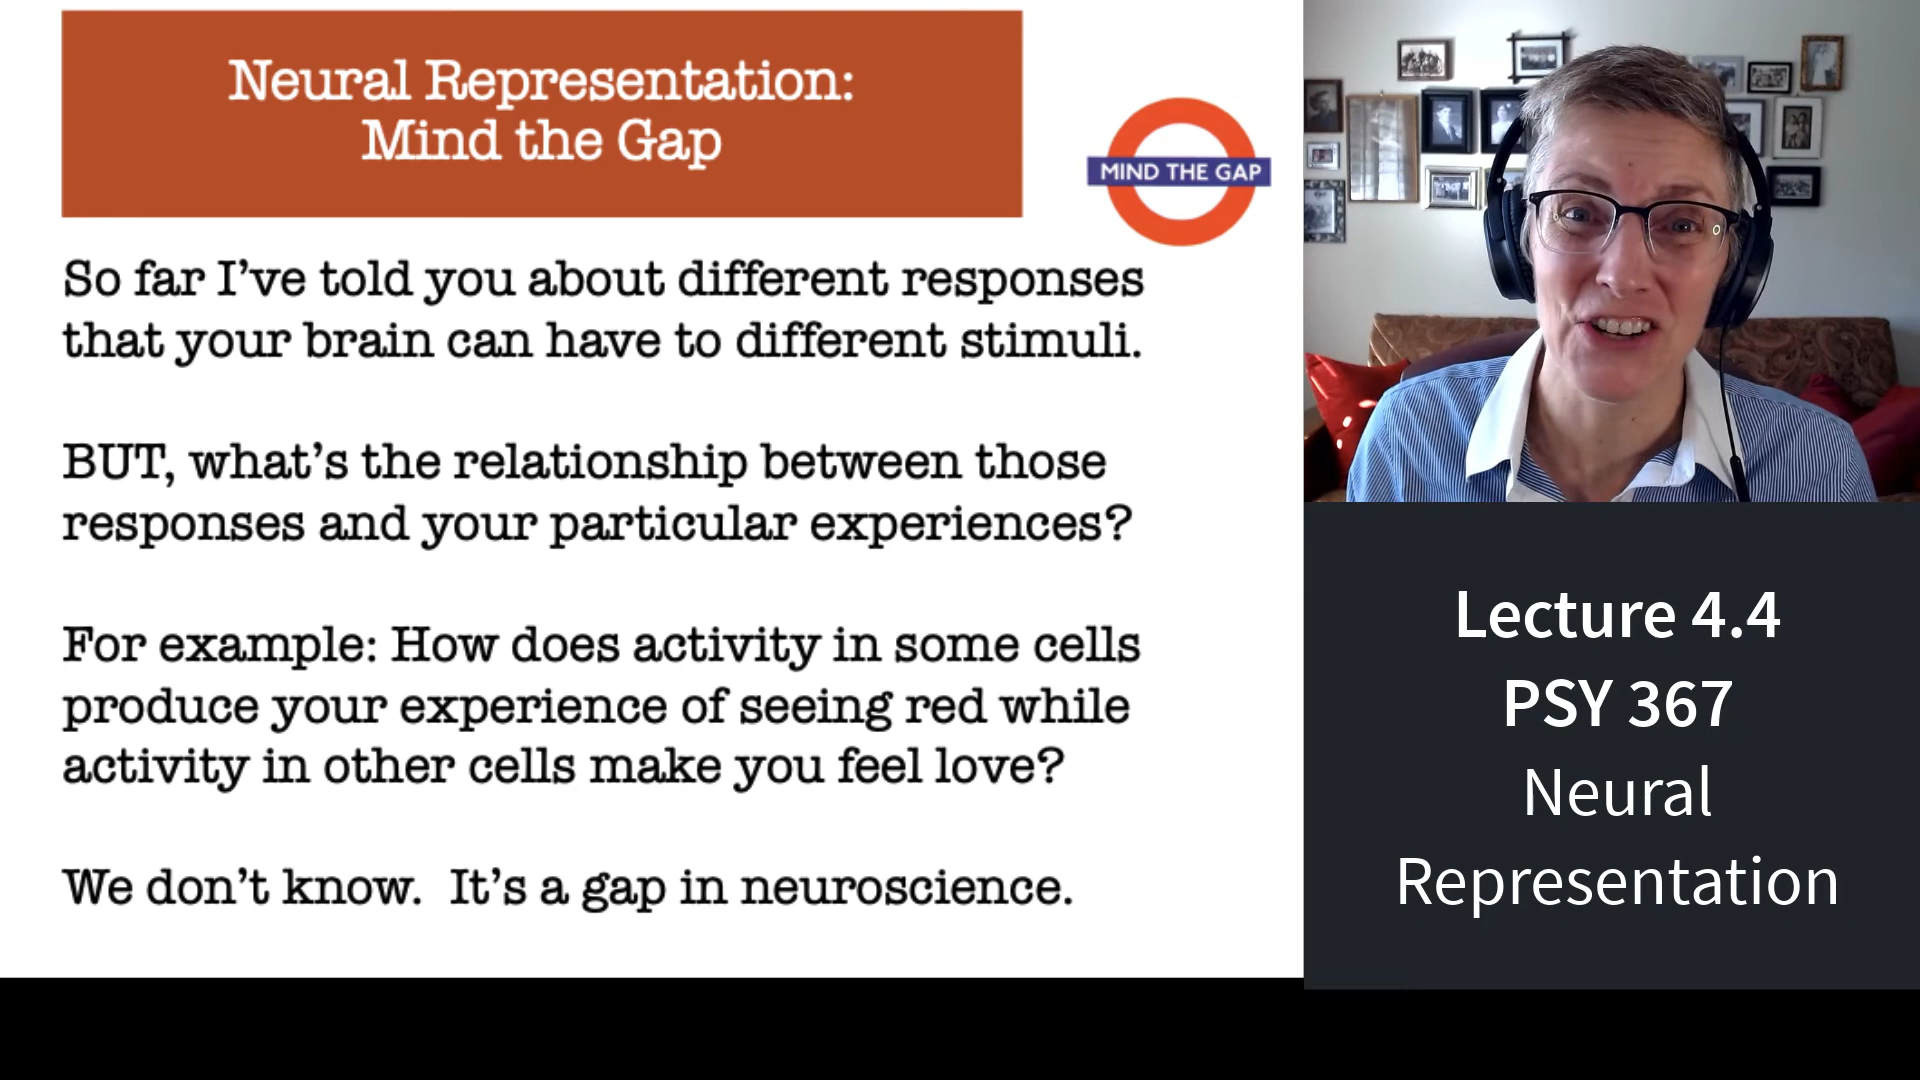 Neural Representation:
Mind the Gap
MIND THE GAP
So far I've told you about different responses
that your brain can have to different stimuli.
BUT, what's the relationship between those
responses and your particular experiences?
For example: How does activity in some cells
produce your experience of seeing red while
activity in other cells make you feel love?
We don't know.  It's a gap in neuroscience.
Lecture 4.4
PSY 367
Neural
Representation